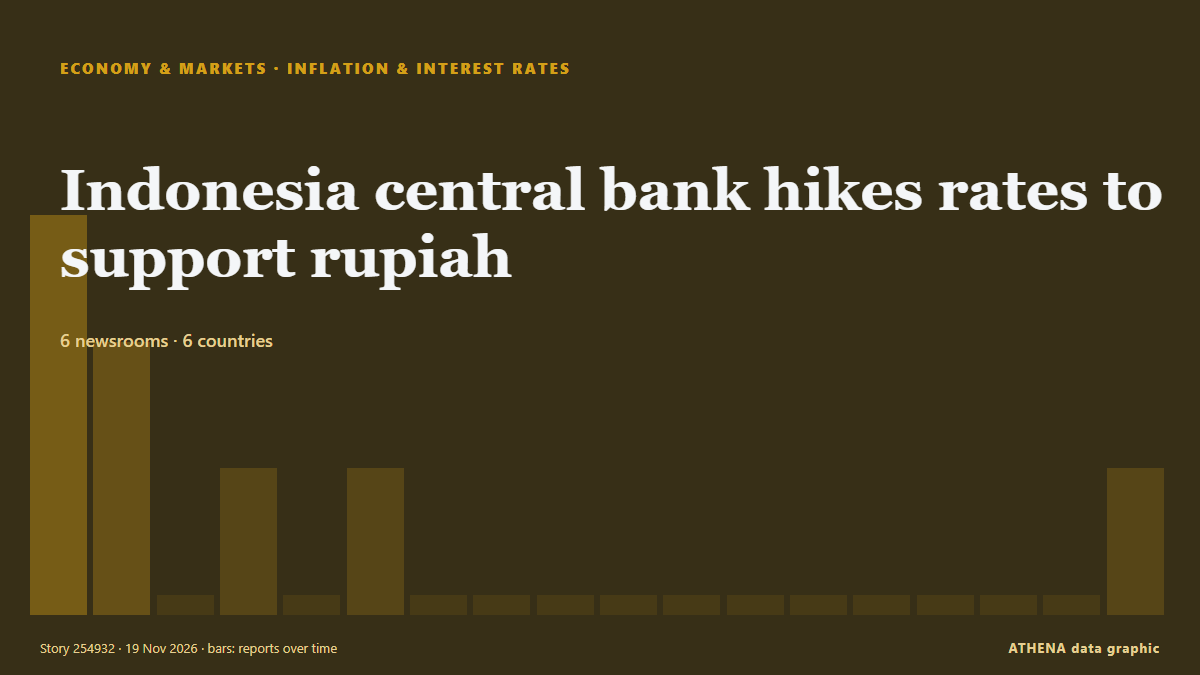 ECONOMY & MARKETS · INFLATION & INTEREST RATES
Indonesia central bank hikes rates to
support rupiah
6 newsrooms · 6 countries
Story 254932 · 19 Nov 2026 · bars: reports over time
ATHENA data graphic